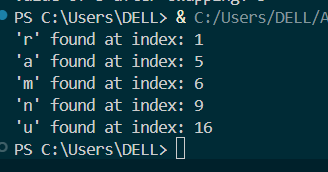 PS C:\Users\DELL> & C:/Users/DELL/A
'r' found at index: 1
'a' found at index: 5
'm' found at index: 6
'n' found at index: 9
'u' found at index: 16
PS C:\Users\DELL>